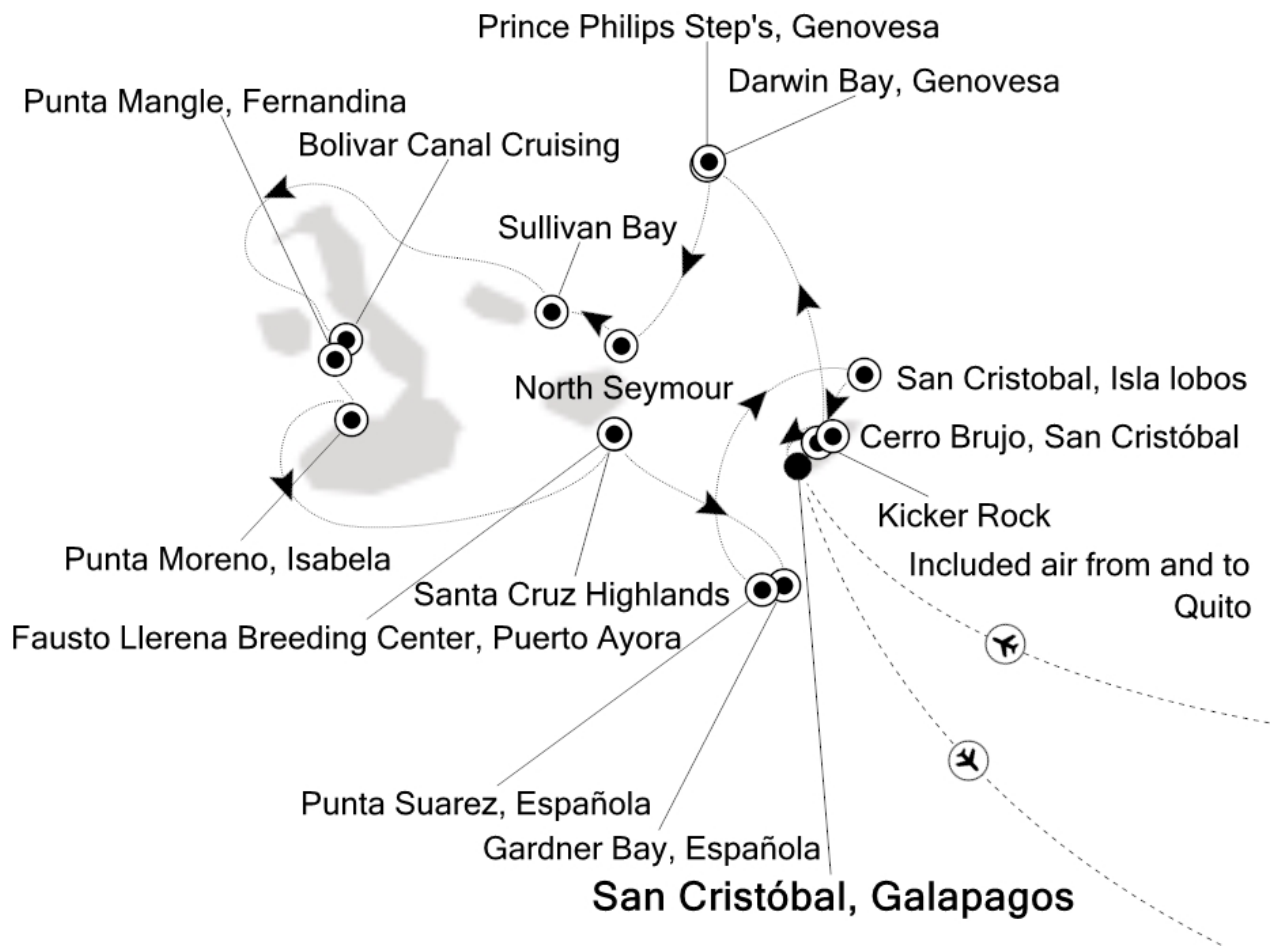 Prince Philips Step's, Genovesa
Darwin Bay, Genovesa
Punta Mangle, Fernandina
Bolivar Canal Cruising
Sullivan Bay
North Seymour
San Cristobal, Isla lobos
Cerro Brujo, San Cristóbal
Kicker Rock
Punta Moreno, Isabela
Included air from and to
Quito
Santa Cruz Highlands
Fausto Llerena Breeding Center, Puerto Ayora
Punta Suarez, Española
Gardner Bay, Española
San Cristóbal, Galapagos